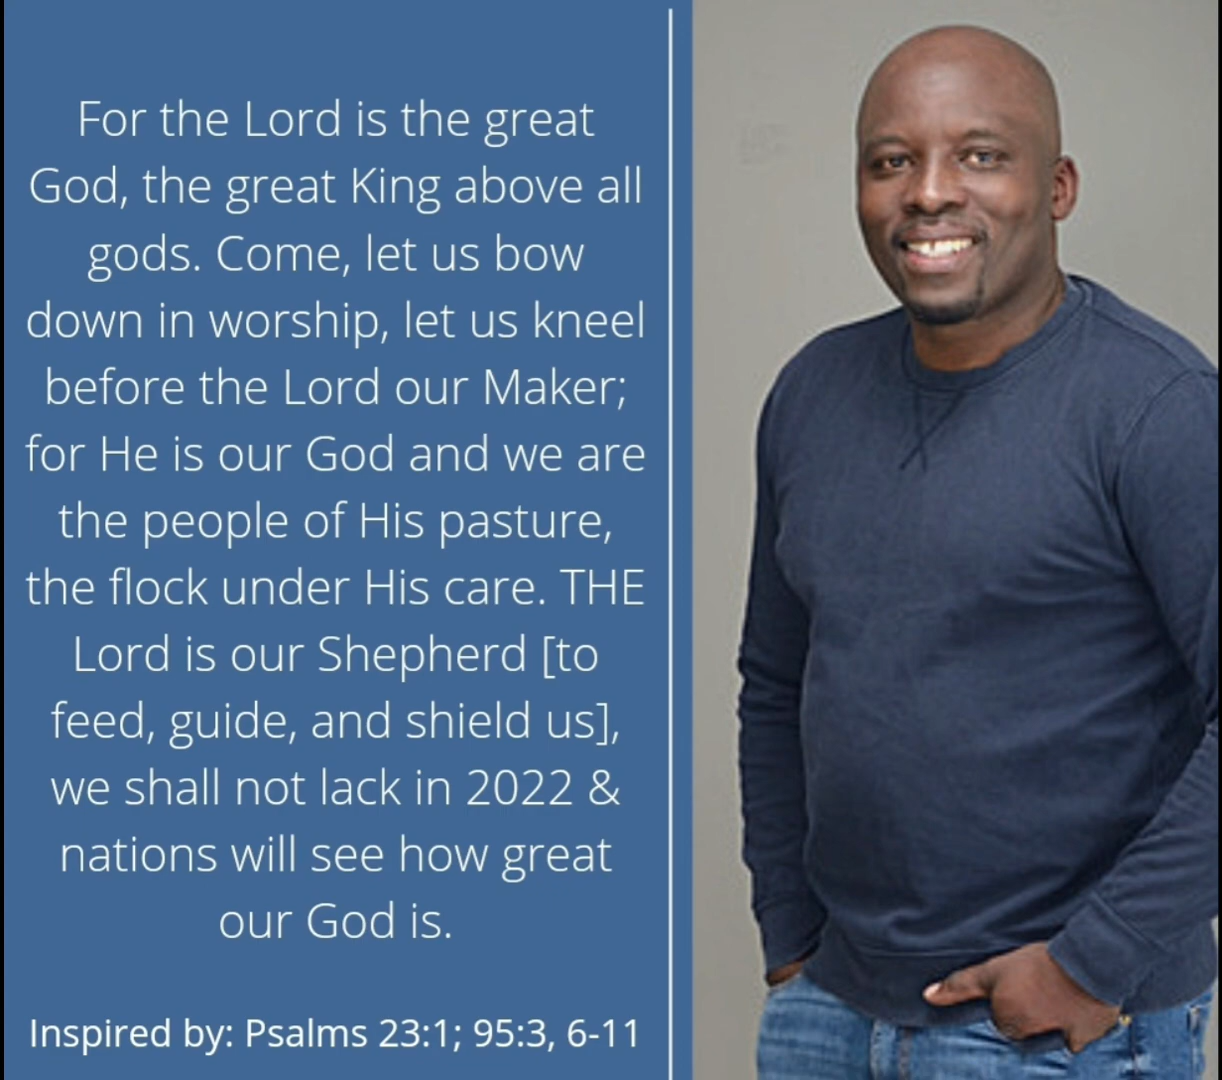 For the Lord is the great
God, the great King above all
gods. Come, let us bow
down in worship, let us kneel
before the Lord our Maker;
for He is our God and we are
the people of His pasture,
the flock under His care. THE
Lord is our Shepherd [to
feed, guide, and shield us],
we shall not lack in 2022 &
nations will see how great
our God is.
Inspired by: Psalms 23:1; 95:3, 6-11